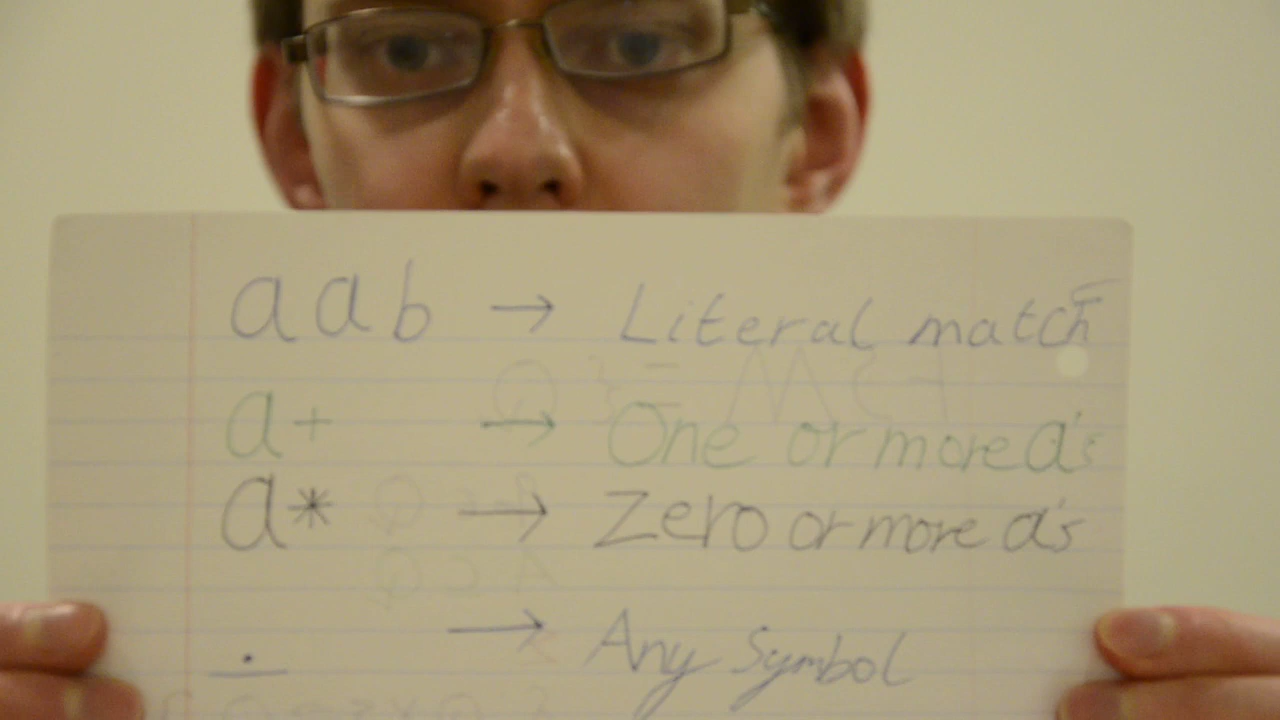 aab → Literal match
a+ → One or more a's
a* → Zero or more a's
. → Any Symbol